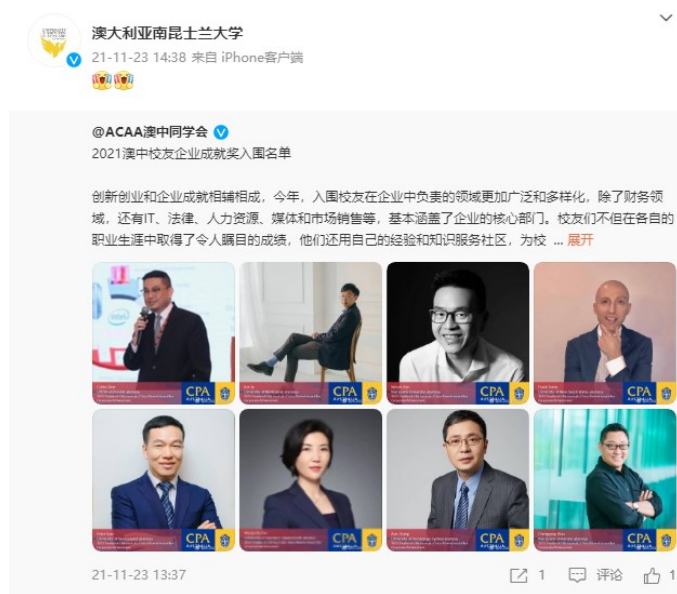 澳大利亚南昆士兰大学
21-11-23 14:38 来自 iPhone客户端
@ACAA澳中同学会
2021澳中校友企业成就奖入围名单
创新创业和企业成就相辅相成，今年，入围校友在企业中负责的领域更加广泛和多样化，除了财务领
域，还有IT、法律、人力资源、媒体和市场销售等，基本涵盖了企业的核心部门。校友们不但在各自的
职业生涯中取得了令人瞩目的成绩，他们还用自己的经验和知识服务社区，为校 ... 展开
intel
CPA
CPA
CPA
CPA
CPA
CPA
CPA
CPA
21-11-23 13:37
1
评论
1